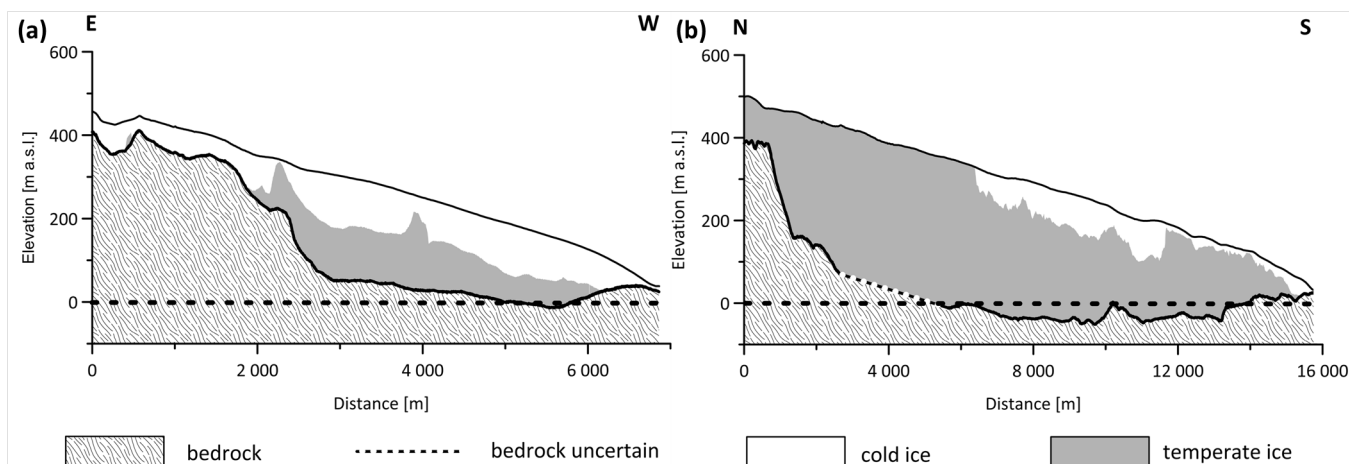 (a) E W
600
400
200
0
Elevation [m a.s.l.]
0 2 000 4 000 6 000
Distance [m]
(b) N S
600
400
200
0
Elevation [m a.s.l.]
0 4 000 8 000 12 000 16 000
Distance [m]
bedrock bedrock uncertain cold ice temperate ice